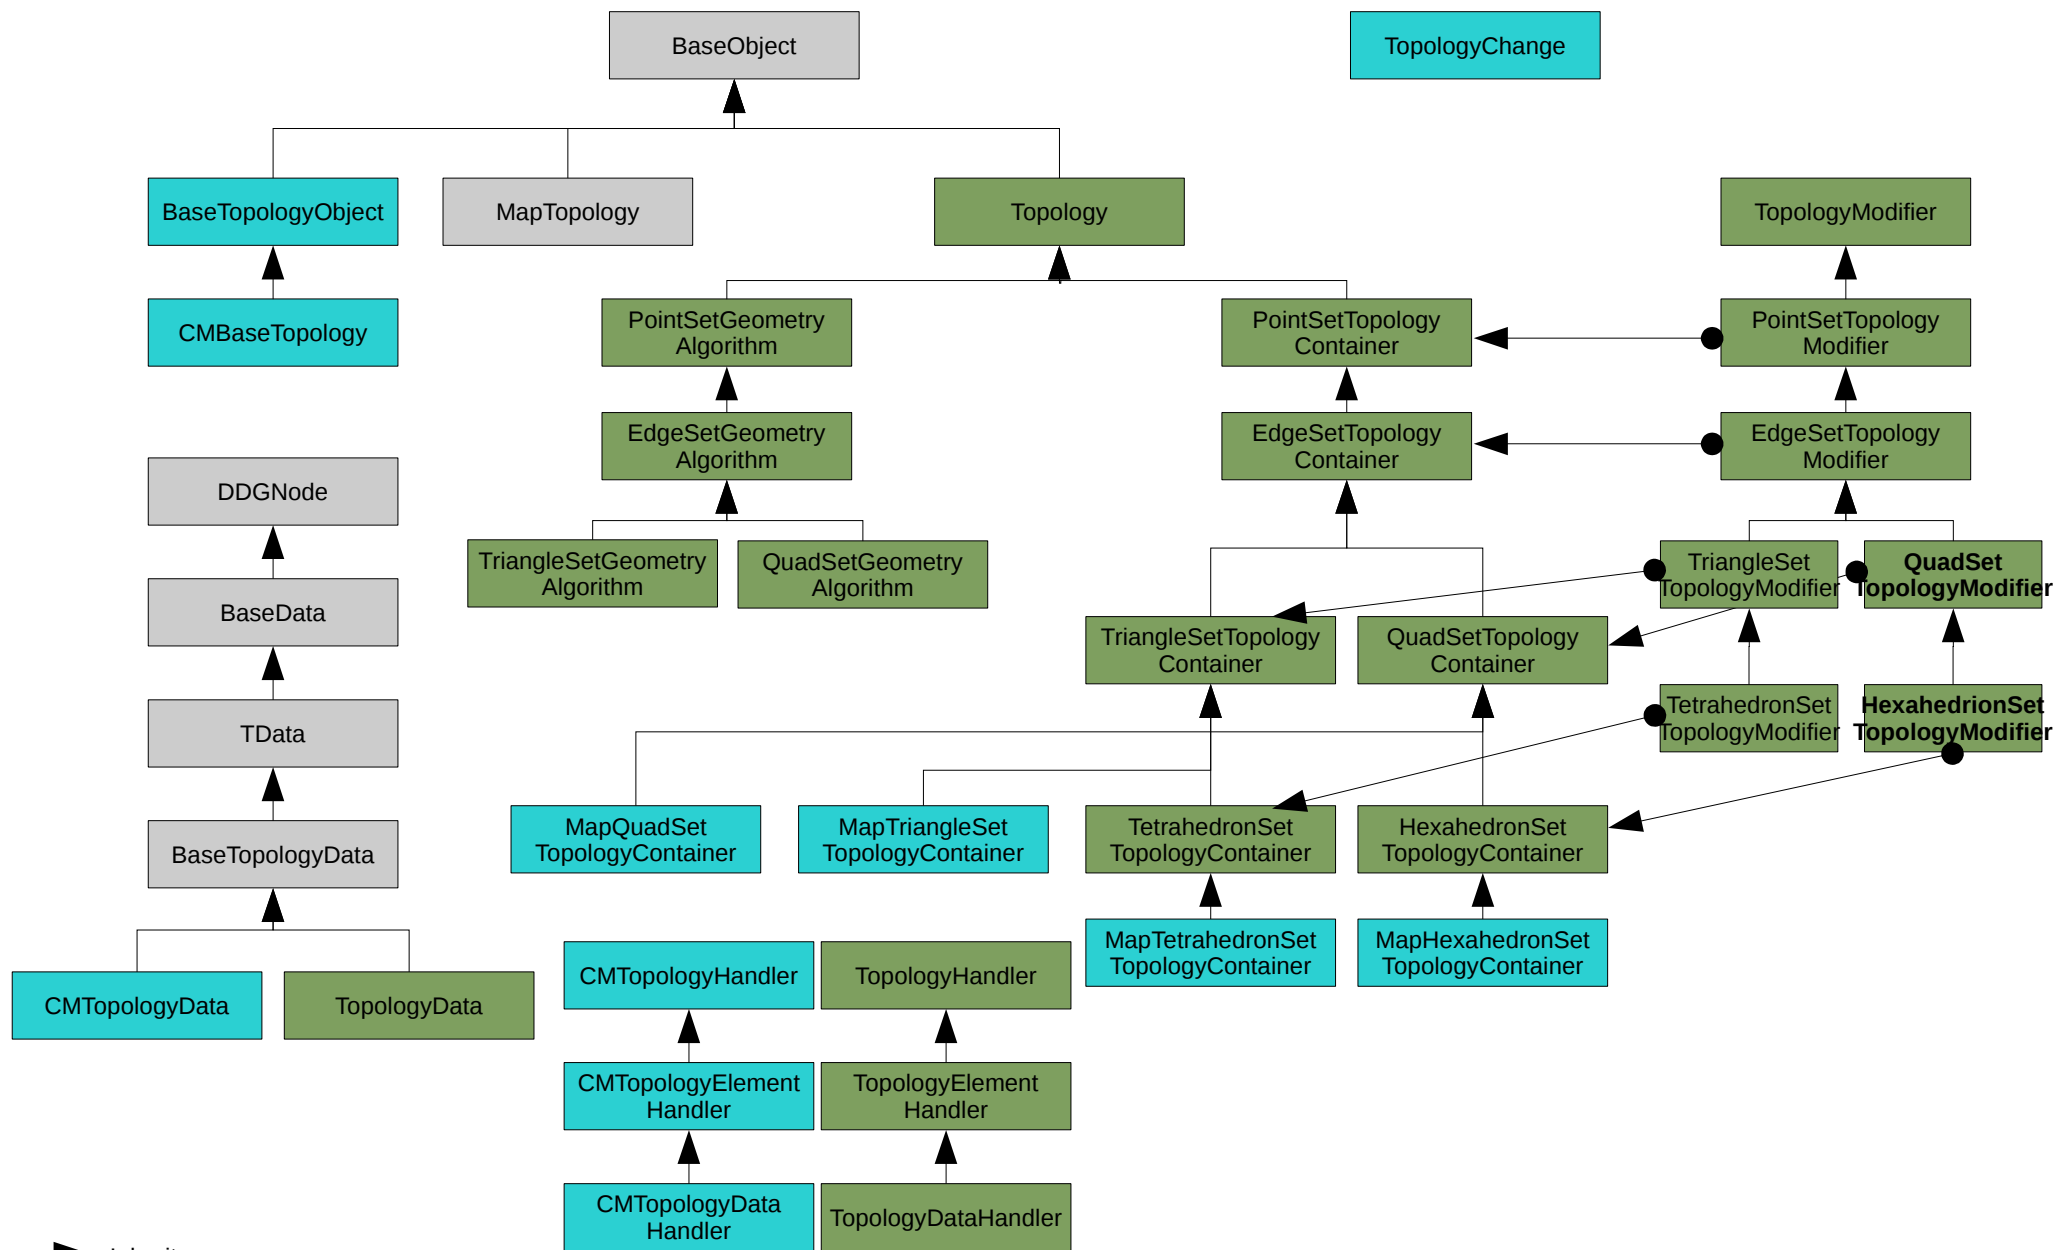 BaseObject
TopologyChange
BaseTopologyObject
MapTopology
Topology
TopologyModifier
CMBaseTopology
PointSetGeometry
Algorithm
PointSetTopology
Container
PointSetTopology
Modifier
EdgeSetGeometry
Algorithm
EdgeSetTopology
Container
EdgeSetTopology
Modifier
DDGNode
TriangleSetGeometry
Algorithm
QuadSetGeometry
Algorithm
TriangleSet
TopologyModifier
QuadSet
TopologyModifier
BaseData
TriangleSetTopology
Container
QuadSetTopology
Container
TetrahedronSet
TopologyModifier
HexahedrionSet
TopologyModifier
TData
MapQuadSet
TopologyContainer
MapTriangleSet
TopologyContainer
TetrahedronSet
TopologyContainer
HexahedronSet
TopologyContainer
BaseTopologyData
MapTetrahedronSet
TopologyContainer
MapHexahedronSet
TopologyContainer
CMTopologyData
TopologyData
CMTopologyHandler
TopologyHandler
CMTopologyElement
Handler
TopologyElement
Handler
CMTopologyData
Handler
TopologyDataHandler